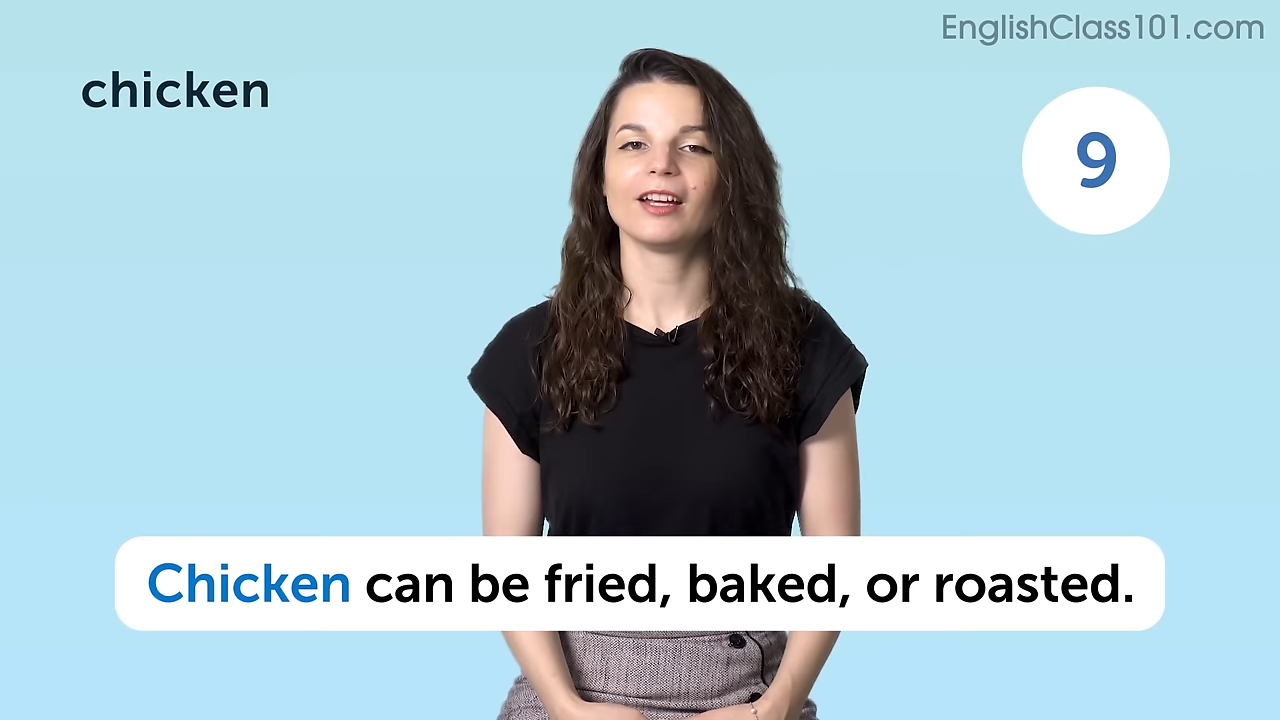 EnglishClass101.com
chicken
9
Chicken can be fried, baked, or roasted.